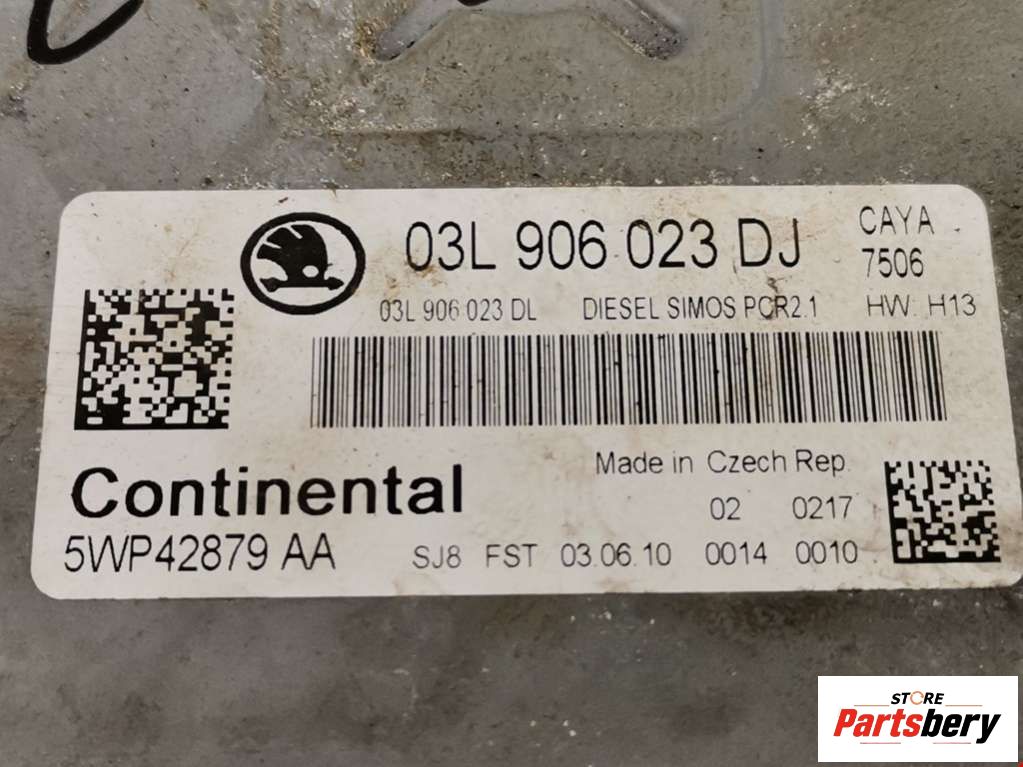 03L 906 023 DJ CAYA
7506
03L 906 023 DL DIESEL SIMOS PCR2.1 HW: H13
Made in Czech Rep.
Continental
02 0217
5WP42879 AA SJ8 FST 03.06.10 0014 0010
STORE
Partsbery